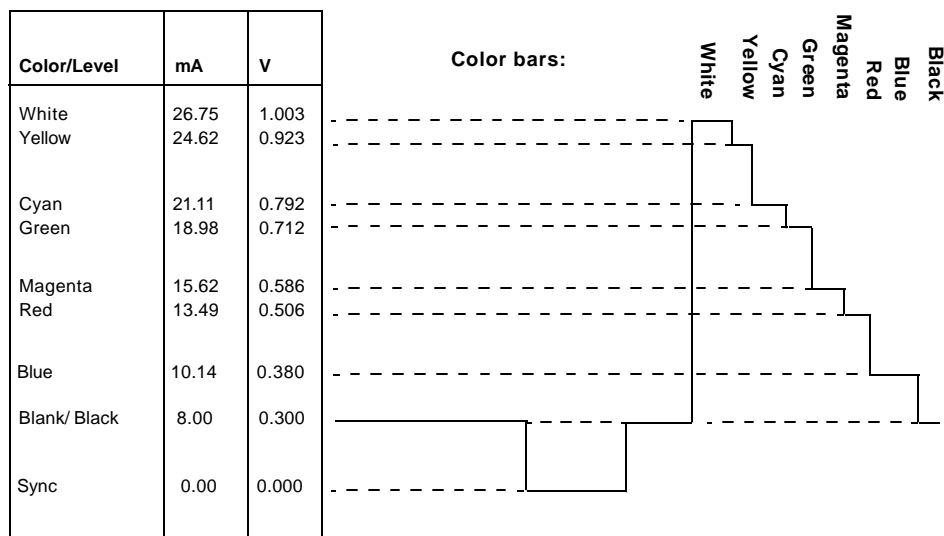 Color/Level mA V
White 26.75 1.003
Yellow 24.62 0.923
Cyan 21.11 0.792
Green 18.98 0.712
Magenta 15.62 0.586
Red 13.49 0.506
Blue 10.14 0.380
Blank/ Black 8.00 0.300
Sync 0.00 0.000
Color bars:
White
Yellow
Cyan
Green
Magenta
Red
Blue
Black